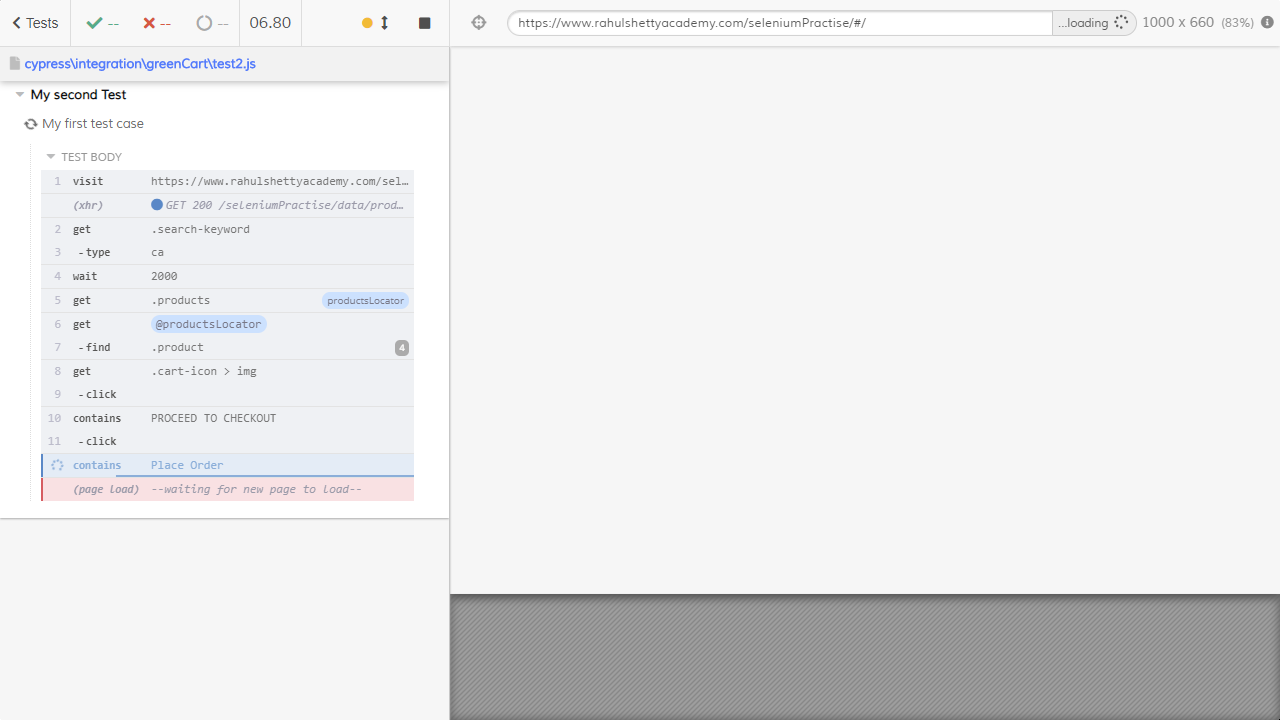 Tests -- -- -- 06.80
https://www.rahulshettyacademy.com/seleniumPractise/#/ ...loading 1000 x 660 (83%)
cypress\integration\greenCart\test2.js
My second Test
My first test case
TEST BODY
1 visit https://www.rahulshettyacademy.com/sel…
(xhr) GET 200 /seleniumPractise/data/prod…
2 get .search-keyword
3 -type ca
4 wait 2000
5 get .products productsLocator
6 get @productsLocator
7 -find .product 4
8 get .cart-icon > img
9 -click
10 contains PROCEED TO CHECKOUT
11 -click
contains Place Order
(page load) --waiting for new page to load--